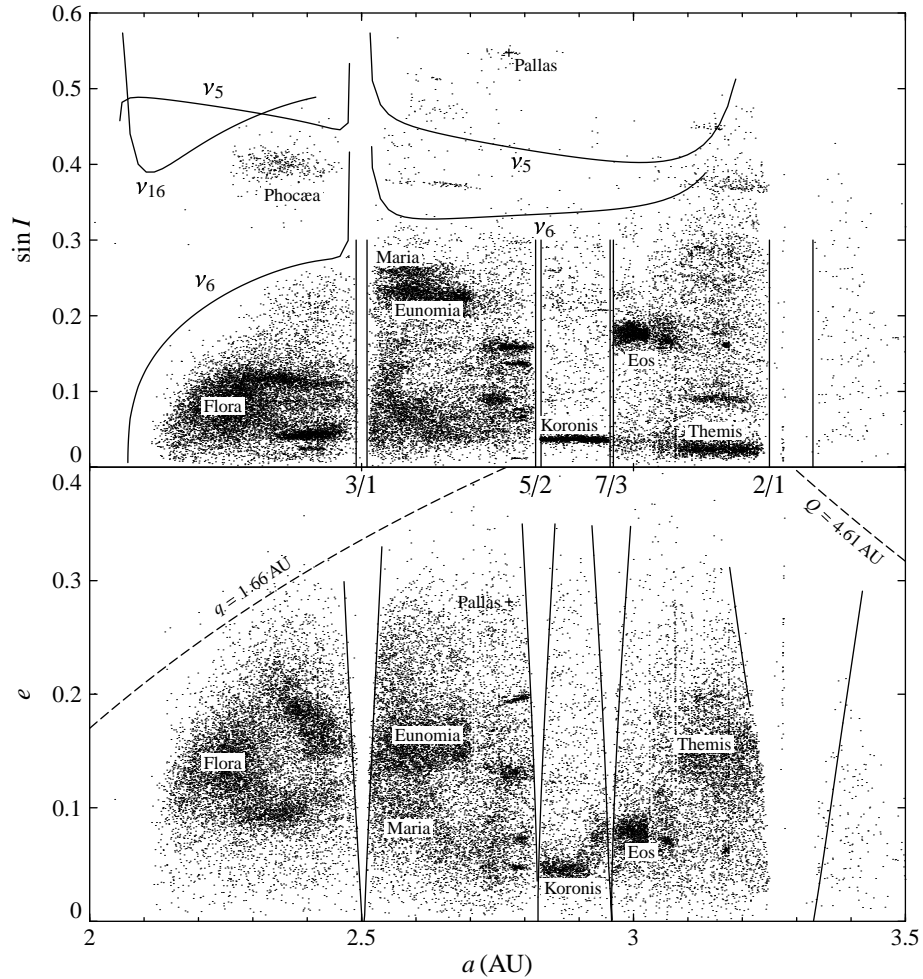 0.6
Pallas
0.5
ν5
0.4
ν5
ν16
Phocæa
sin I
0.3
ν6
Maria
ν6
Eunomia
0.2
Eos
0.1
Flora
Koronis
Themis
0
0.4
3/1
5/2
7/3
2/1
q = 1.66 AU
Q = 4.61 AU
0.3
Pallas
e
0.2
Eunomia
Themis
Flora
0.1
Maria
Eos
Koronis
0
2
2.5
3
3.5
a (AU)